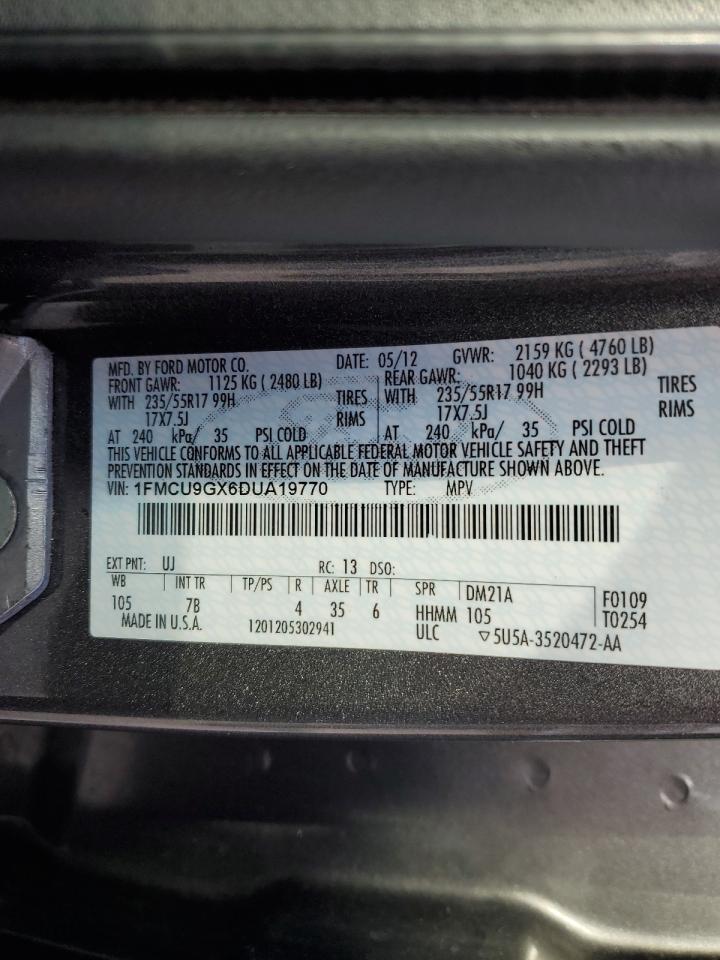 MFD. BY FORD MOTOR CO. DATE: 05/12 GVWR: 2159 KG ( 4760 LB)
FRONT GAWR: 1125 KG ( 2480 LB) REAR GAWR: 1040 KG ( 2293 LB)
WITH 235/55R17 99H TIRES WITH 235/55R17 99H TIRES
17X7.5J RIMS 17X7.5J RIMS
AT 240 kPa/ 35 PSI COLD AT 240 kPa/ 35 PSI COLD
THIS VEHICLE CONFORMS TO ALL APPLICABLE FEDERAL MOTOR VEHICLE SAFETY AND THEFT
PREVENTION STANDARDS IN EFFECT ON THE DATE OF MANUFACTURE SHOWN ABOVE.
VIN: 1FMCU9GX6DUA19770 TYPE: MPV
EXT PNT: UJ RC: 13 DSO:
WB INT TR TP/PS R AXLE TR SPR DM21A F0109
105 7B 4 35 6 HHMM 105 T0254
MADE IN U.S.A. 1201205302941 ULC ▽5U5A-3520472-AA